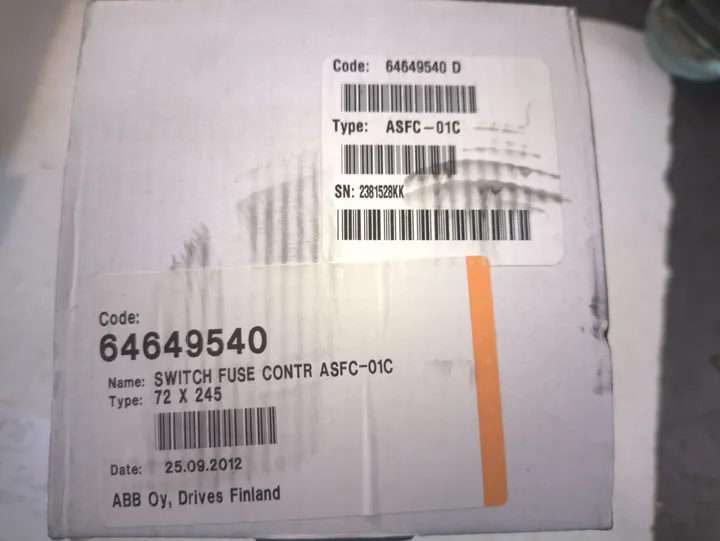 Code: 64649540 D
Type: ASFC-01C
SN: 2381528KK
Code:
64649540
Name: SWITCH FUSE CONTR ASFC-01C
Type: 72 X 245
Date: 25.09.2012
ABB Oy, Drives Finland